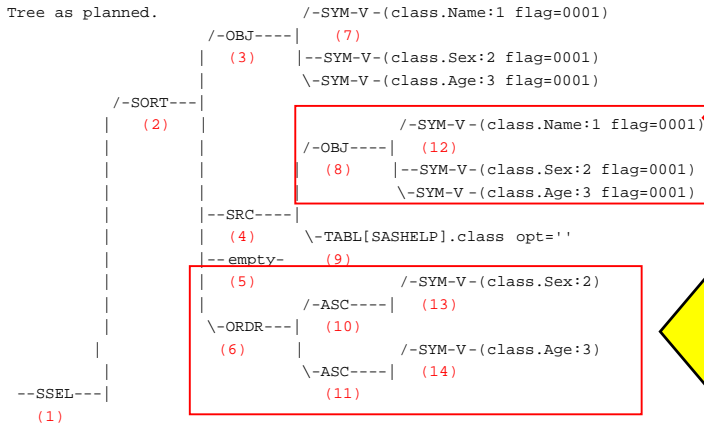 Tree as planned. /-SYM-V-(class.Name:1 flag=0001)
/-OBJ----| (7)
| (3) |--SYM-V-(class.Sex:2 flag=0001)
| \-SYM-V-(class.Age:3 flag=0001)
/-SORT---|
| (2) | /-SYM-V-(class.Name:1 flag=0001)
| | /-OBJ----| (12)
| | | (8) |--SYM-V-(class.Sex:2 flag=0001)
| | | \-SYM-V-(class.Age:3 flag=0001)
| |--SRC----|
| | (4) \-TABL[SASHELP].class opt=''
| |--empty- (9)
| | (5) /-SYM-V-(class.Sex:2)
| | /-ASC----| (13)
| \-ORDR---| (10)
| (6) | /-SYM-V-(class.Age:3)
| \-ASC----| (14)
--SSEL---| (11)
(1)